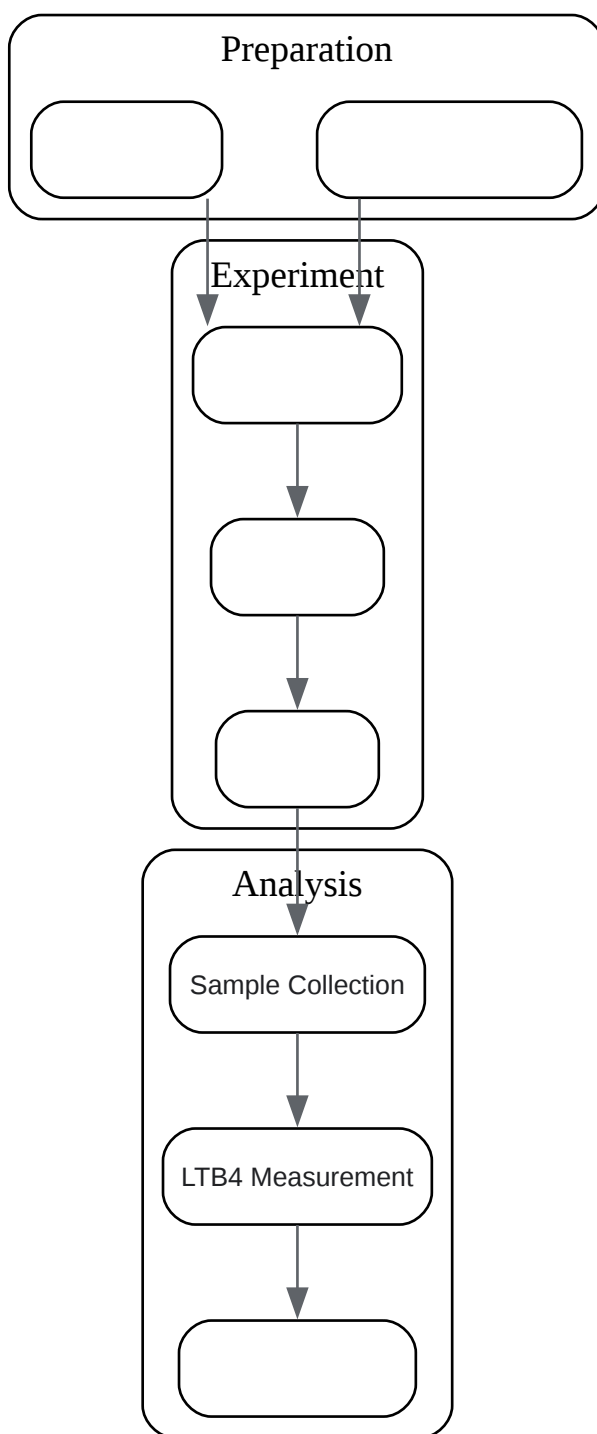 Preparation
Experiment
Analysis
Sample Collection
LTB4 Measurement